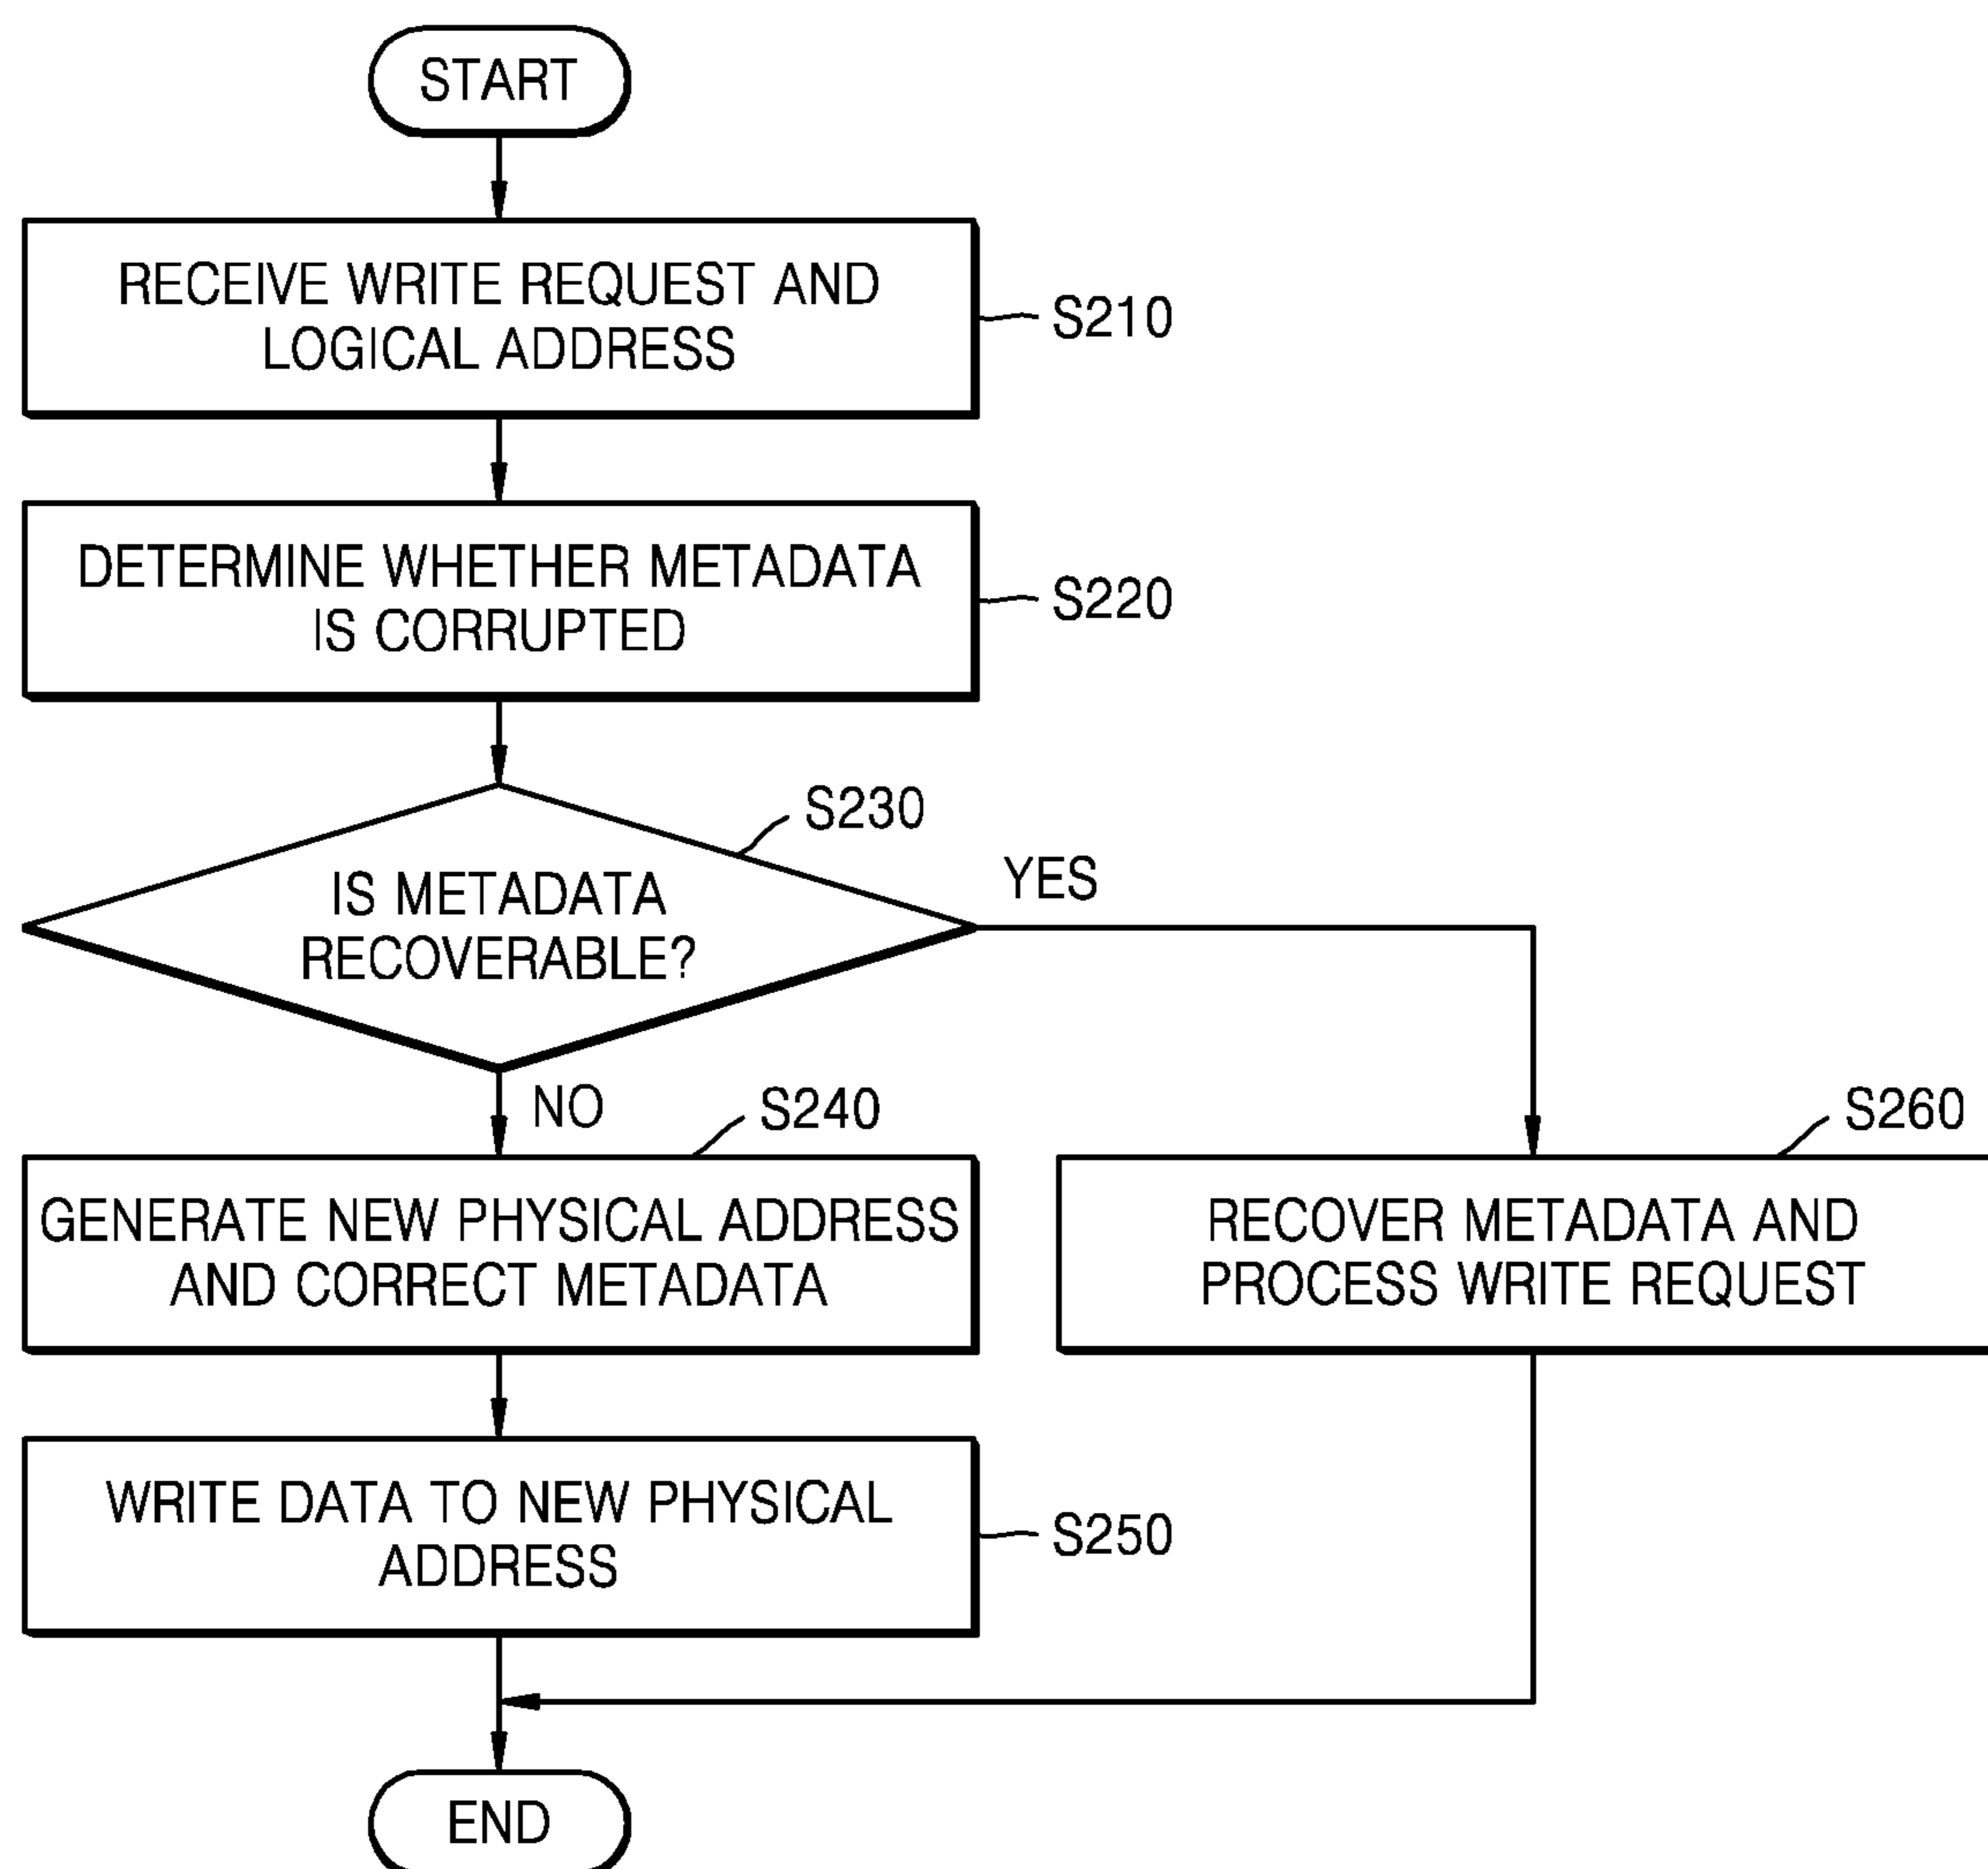 START
RECEIVE WRITE REQUEST AND
LOGICAL ADDRESS
S210
DETERMINE WHETHER METADATA
IS CORRUPTED
S220
S230
IS METADATA
RECOVERABLE?
YES
NO
S240
GENERATE NEW PHYSICAL ADDRESS
AND CORRECT METADATA
S260
RECOVER METADATA AND
PROCESS WRITE REQUEST
WRITE DATA TO NEW PHYSICAL
ADDRESS
S250
END